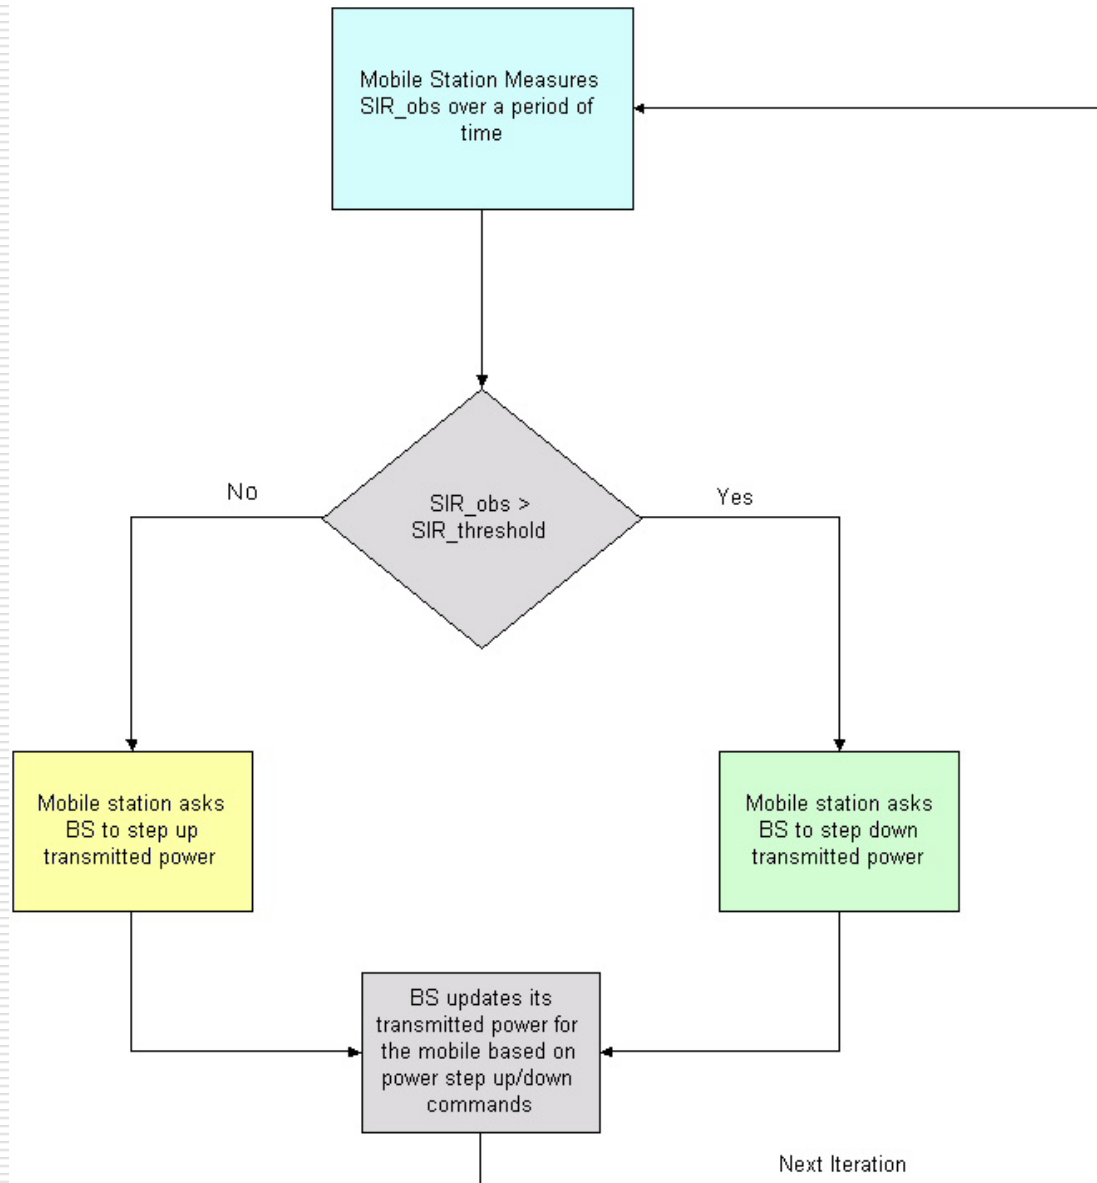 Mobile Station Measures
SIR_obs over a period of
time
No
SIR_obs >
SIR_threshold
Yes
Mobile station asks
BS to step up
transmitted power
Mobile station asks
BS to step down
transmitted power
BS updates its
transmitted power for
the mobile based on
power step up/down
commands
Next Iteration